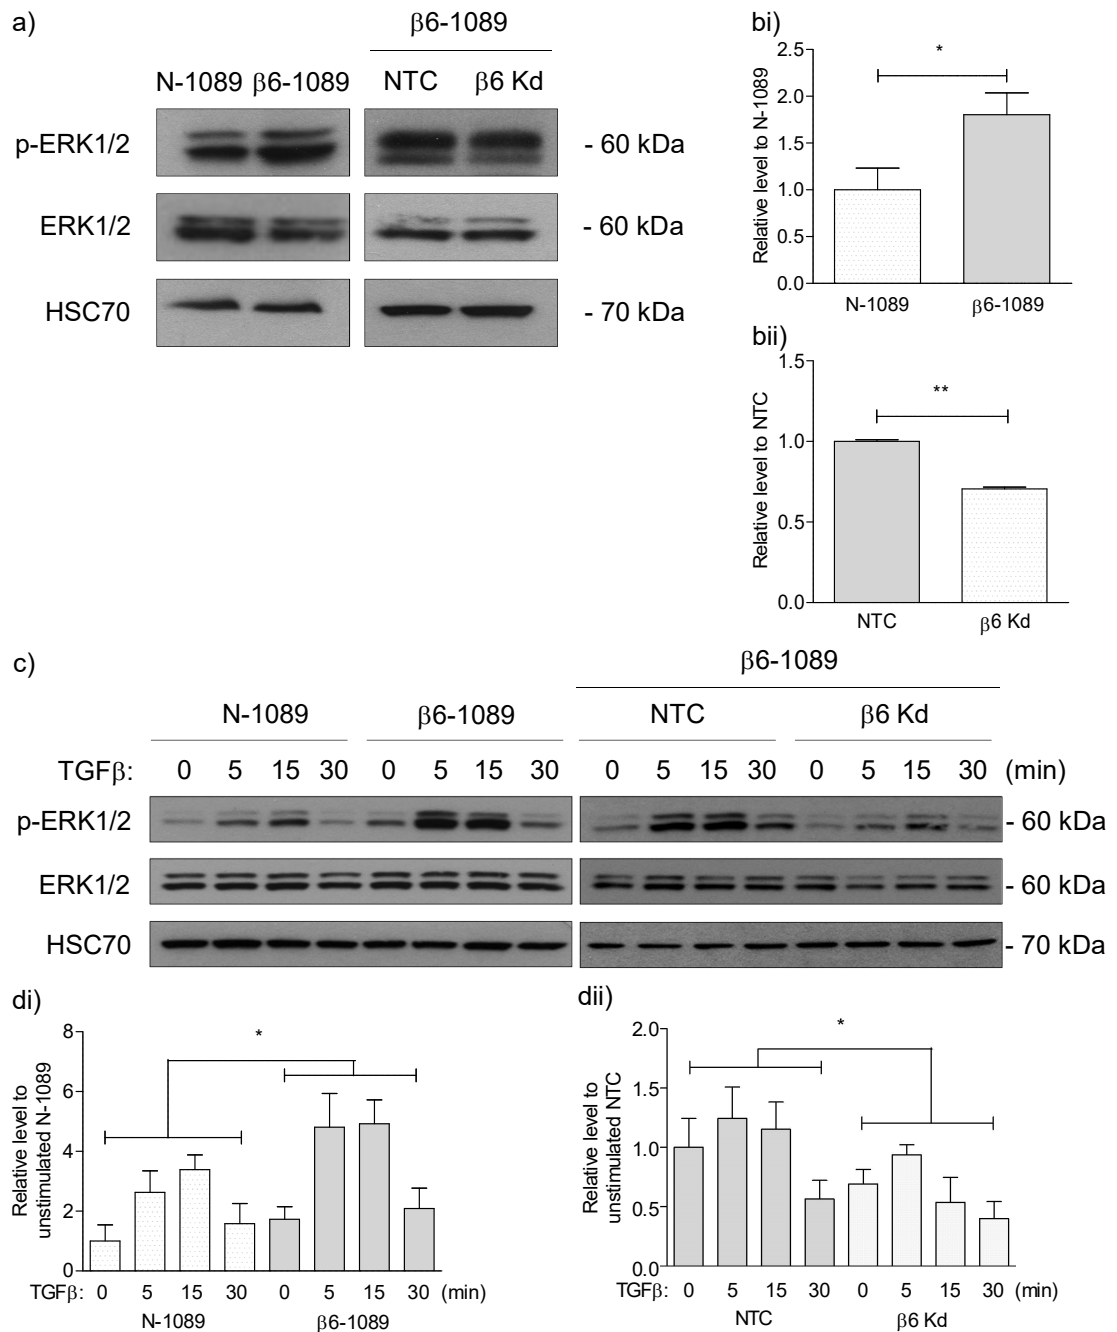 a)
β6-1089
N-1089 β6-1089 NTC β6 Kd
p-ERK1/2 - 60 kDa
ERK1/2 - 60 kDa
HSC70 - 70 kDa
bi)
Relative level to N-1089
2.5
2.0
1.5
1.0
0.5
0.0
*
N-1089 β6-1089
bii)
Relative level to NTC
1.5
1.0
0.5
0.0
**
NTC β6 Kd
c)
β6-1089
N-1089 β6-1089 NTC β6 Kd
TGFβ: 0 5 15 30 0 5 15 30 0 5 15 30 0 5 15 30 (min)
p-ERK1/2 - 60 kDa
ERK1/2 - 60 kDa
HSC70 - 70 kDa
di)
Relative level to
unstimulated N-1089
8
6
4
2
0
*
TGFβ: 0 5 15 30 0 5 15 30 (min)
N-1089 β6-1089
dii)
Relative level to
unstimulated NTC
2.0
1.5
1.0
0.5
0.0
*
TGFβ: 0 5 15 30 0 5 15 30 (min)
NTC β6 Kd